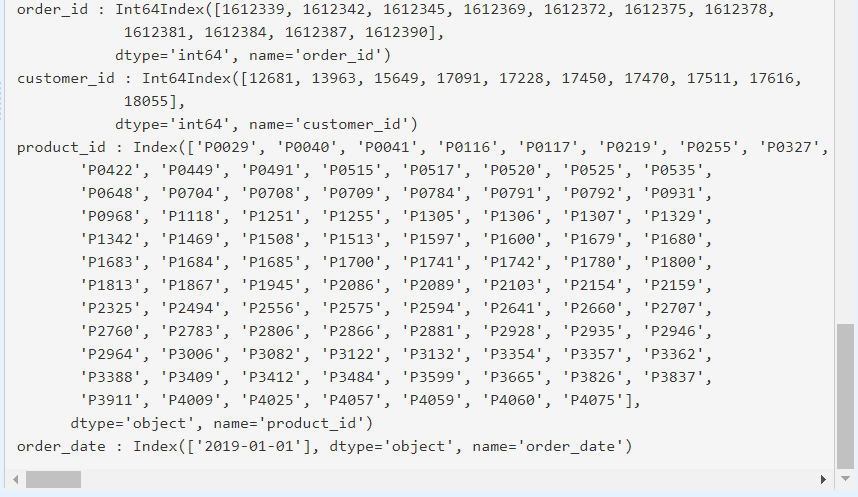 order_id : Int64Index([1612339, 1612342, 1612345, 1612369, 1612372, 1612375, 1612378,
1612381, 1612384, 1612387, 1612390],
dtype='int64', name='order_id')
customer_id : Int64Index([12681, 13963, 15649, 17091, 17228, 17450, 17470, 17511, 17616,
18055],
dtype='int64', name='customer_id')
product_id : Index(['P0029', 'P0040', 'P0041', 'P0116', 'P0117', 'P0219', 'P0255', 'P0327',
'P0422', 'P0449', 'P0491', 'P0515', 'P0517', 'P0520', 'P0525', 'P0535',
'P0648', 'P0704', 'P0708', 'P0709', 'P0784', 'P0791', 'P0792', 'P0931',
'P0968', 'P1118', 'P1251', 'P1255', 'P1305', 'P1306', 'P1307', 'P1329',
'P1342', 'P1469', 'P1508', 'P1513', 'P1597', 'P1600', 'P1679', 'P1680',
'P1683', 'P1684', 'P1685', 'P1700', 'P1741', 'P1742', 'P1780', 'P1800',
'P1813', 'P1867', 'P1945', 'P2086', 'P2089', 'P2103', 'P2154', 'P2159',
'P2325', 'P2494', 'P2556', 'P2575', 'P2594', 'P2641', 'P2660', 'P2707',
'P2760', 'P2783', 'P2806', 'P2866', 'P2881', 'P2928', 'P2935', 'P2946',
'P2964', 'P3006', 'P3082', 'P3122', 'P3132', 'P3354', 'P3357', 'P3362',
'P3388', 'P3409', 'P3412', 'P3484', 'P3599', 'P3665', 'P3826', 'P3837',
'P3911', 'P4009', 'P4025', 'P4057', 'P4059', 'P4060', 'P4075'],
dtype='object', name='product_id')
order_date : Index(['2019-01-01'], dtype='object', name='order_date')